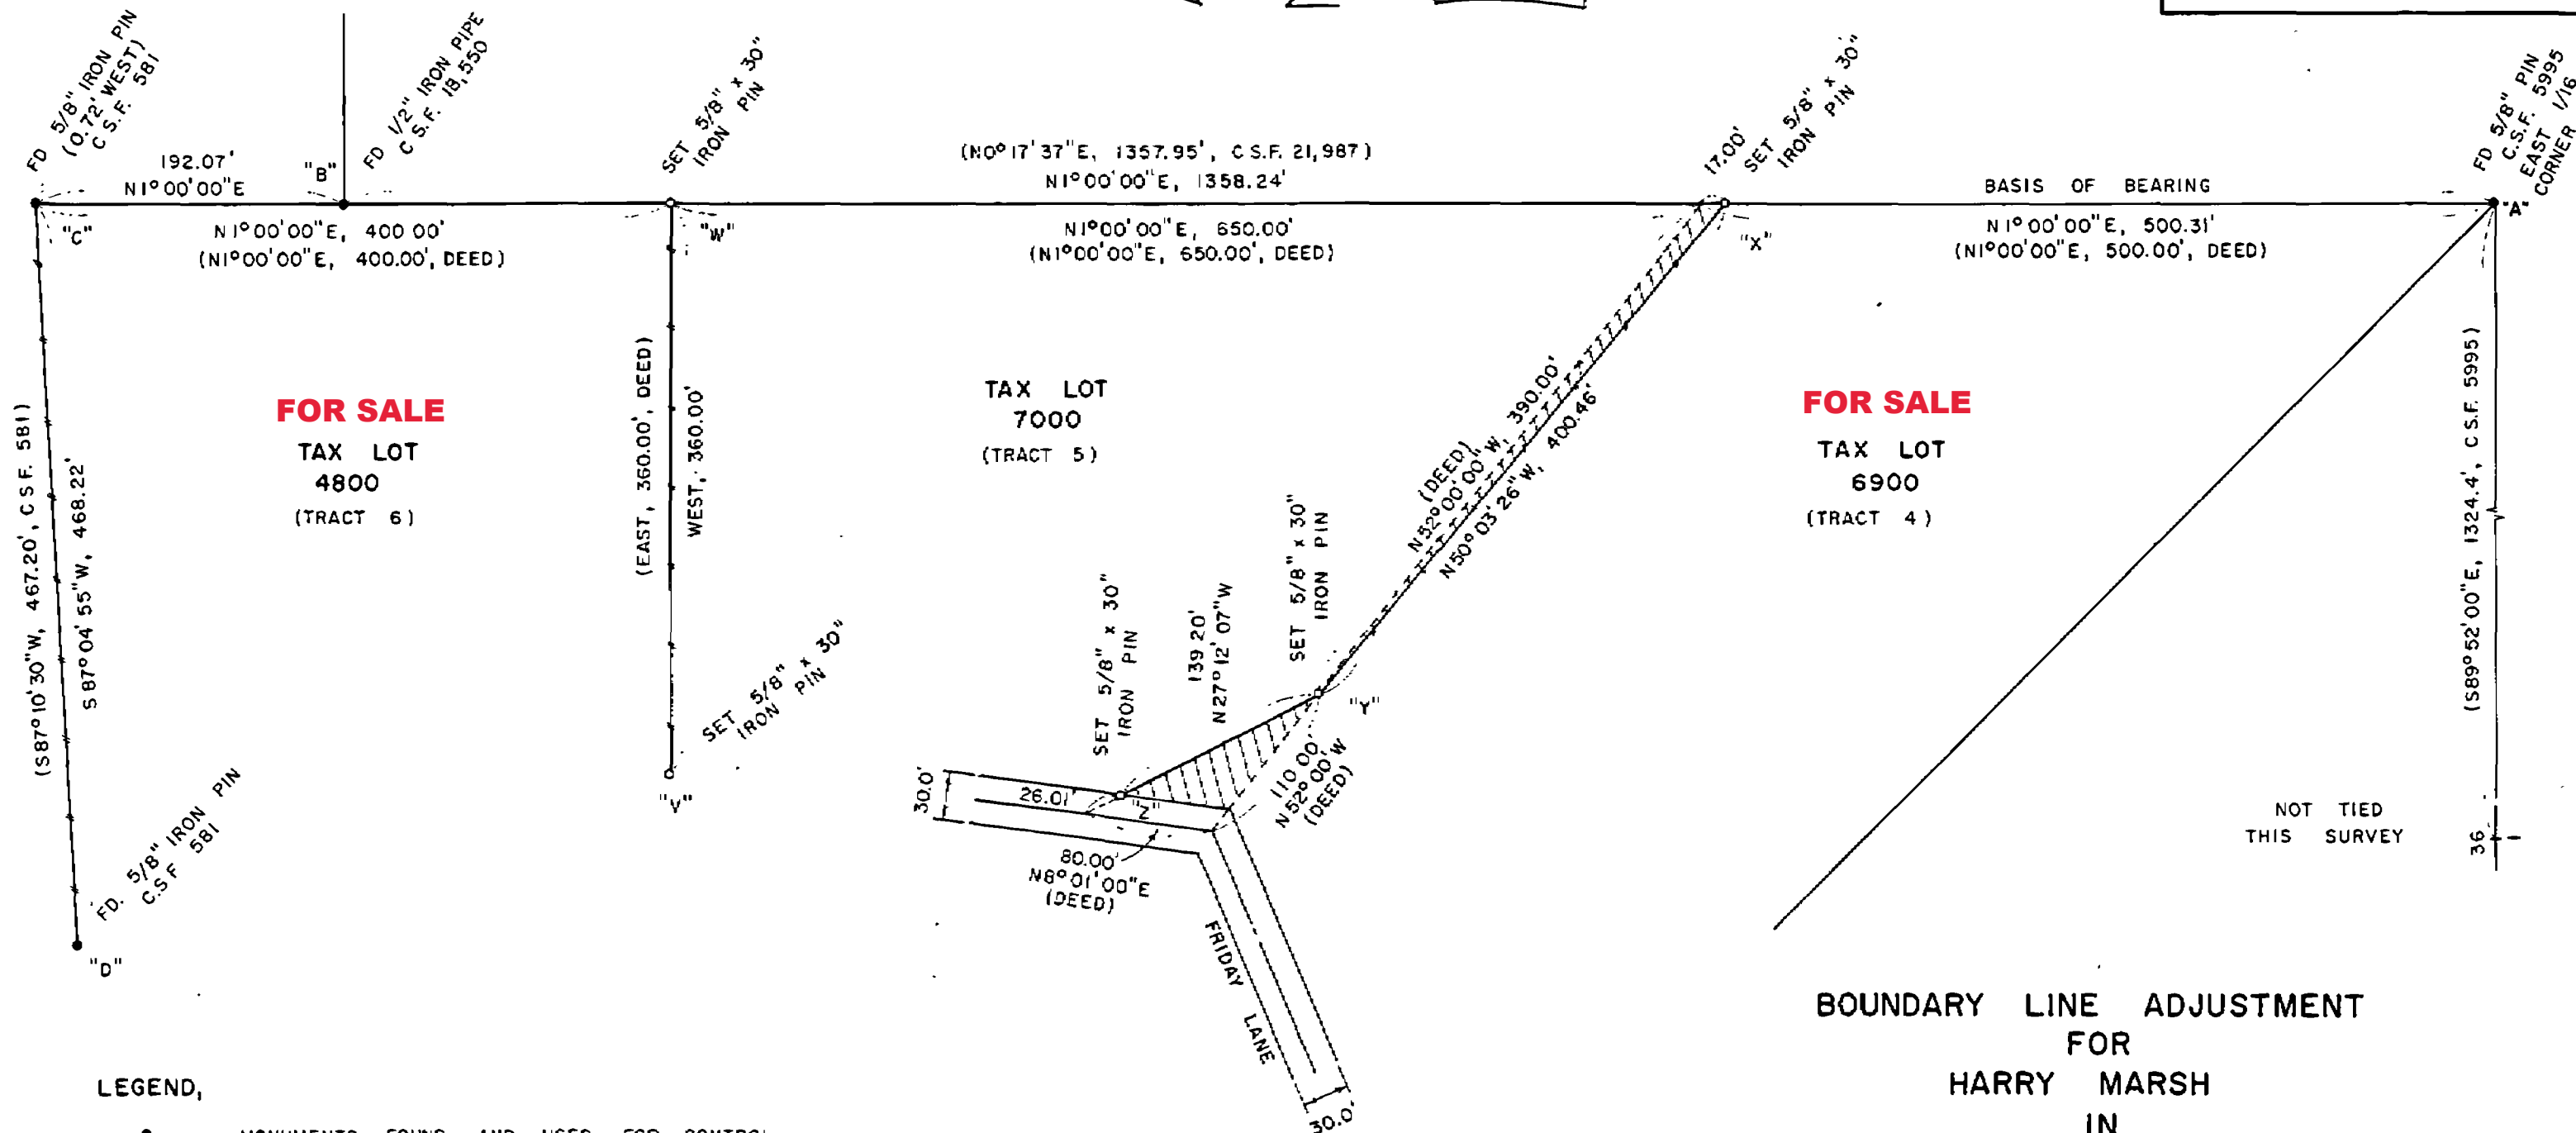 FD 5/8" IRON PIN
(0.72' WEST)
C.S.F. 581
FD 1/2" IRON PIPE
C.S.F. 18,550
SET 5/8" x 30"
IRON PIN
17.00'
SET 5/8" x 30"
IRON PIN
FD 5/8" PIN
C.S.F. 5995
EAST 1/16
CORNER
192.07'
N1°00'00"E
"B"
(N0°17'37"E, 1357.95', C.S.F. 21,987)
N1°00'00"E, 1358.24'
BASIS OF BEARING
"C"
N1°00'00"E, 400 00'
(N1°00'00"E, 400.00', DEED)
"W"
N1°00'00"E, 650.00'
(N1°00'00"E, 650.00', DEED)
"X"
N1°00'00"E, 500.31'
(N1°00'00"E, 500.00', DEED)
"A"
(S87°10'30"W, 467.20', C.S.F. 581)
S87°04'55"W, 468.22'
FOR SALE
TAX LOT
4800
(TRACT 6)
(EAST, 360.00', DEED)
WEST, 360.00'
TAX LOT
7000
(TRACT 5)
(DEED)
N52°00'00"W, 390.00'
N50°03'26"W, 400.46'
FOR SALE
TAX LOT
6900
(TRACT 4)
(S89°52'00"E, 1324.4', C.S.F. 5995)
SET 5/8" x 30"
IRON PIN
"V"
SET 5/8" x 30"
IRON PIN
139 20'
N27°12'07"W
SET 5/8" x 30"
IRON PIN
"Y"
110 00'
N52°00'W
(DEED)
30.0'
26.01'
"Z"
80.00'
N8°01'00"E
(DEED)
FRIDAY LANE
30.0'
NOT TIED
THIS SURVEY
36
FD. 5/8" IRON PIN
C.S.F 581
"D"
BOUNDARY LINE ADJUSTMENT
FOR
HARRY MARSH
IN
LEGEND,
MONUMENTS FOUND AND USED FOR CONTROL